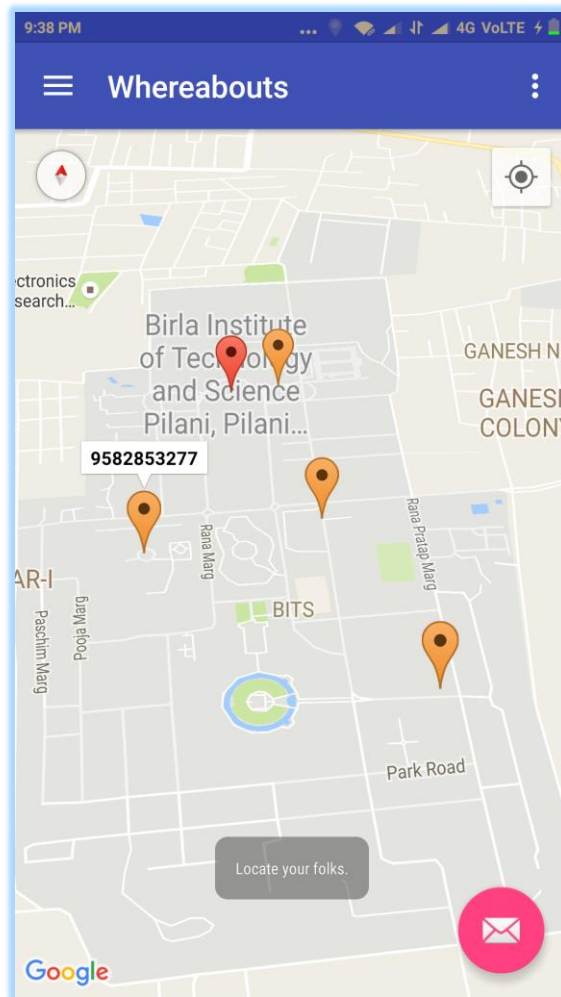 9:38 PM
... 4G VoLTE
Whereabouts
ectronics
search...
Birla Institute
of Technology
and Science
Pilani, Pilani...
GANESH N
GANESH
COLONY
9582853277
Rana Marg
Rana Pratap Marg
AR-I
Paschim Marg
Pooja Marg
BITS
Park Road
Locate your folks.
Google